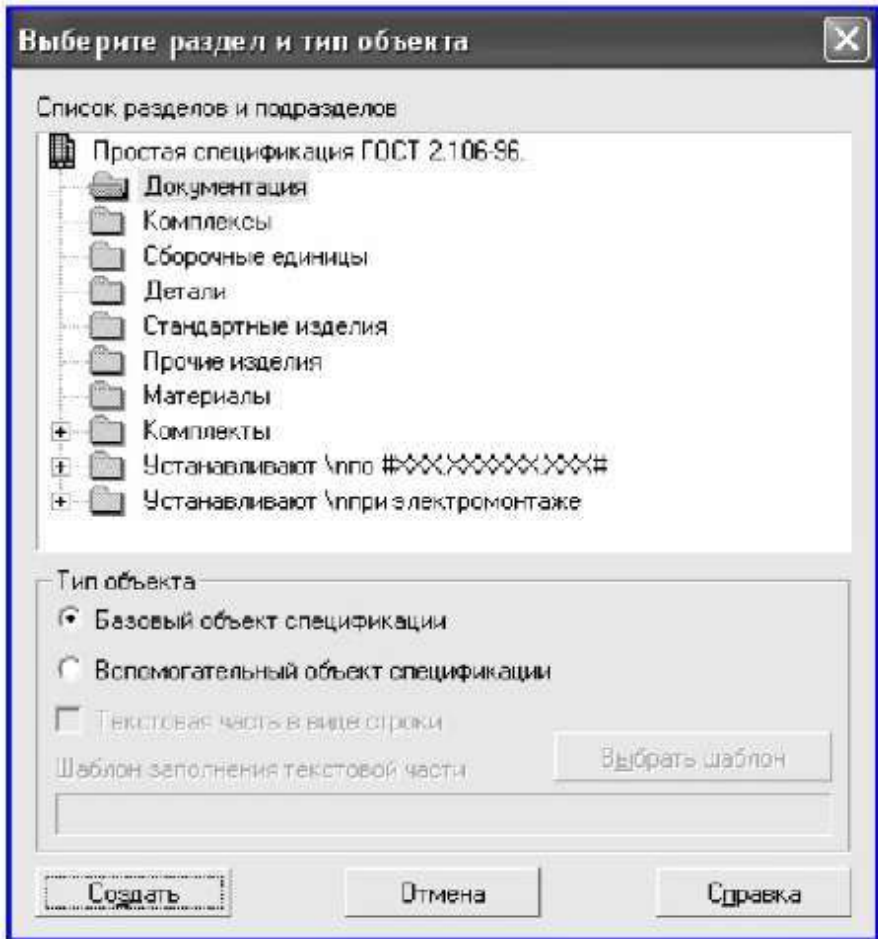 Выберите раздел и тип объекта
Список разделов и подразделов
Простая спецификация ГОСТ 2.106-96.
Документация
Комплексы
Сборочные единицы
Детали
Стандартные изделия
Прочие изделия
Материалы
Комплекты
Устанавливают \nпо #XXX.XXXXXX.XXX#
Устанавливают \nпри электромонтаже
Тип объекта
Базовый объект спецификации
Вспомогательный объект спецификации
Текстовая часть в виде строки
Шаблон заполнения текстовой части
Выбрать шаблон
Создать Отмена Справка